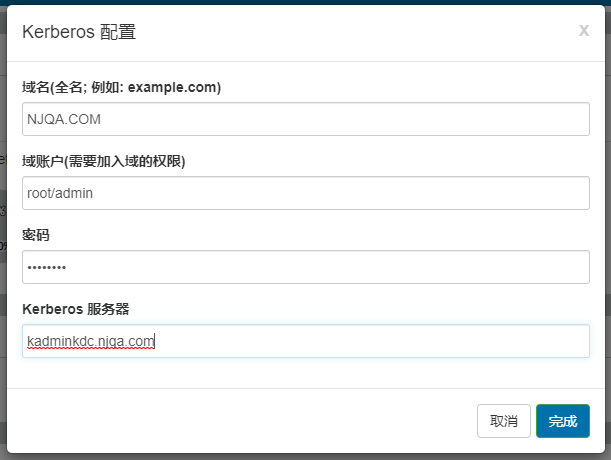 Kerberos 配置
x
域名(全名; 例如: example.com)
NJQA.COM
域账户(需要加入域的权限)
root/admin
密码
••••••••
Kerberos 服务器
kadminkdc.njqa.com
取消 完成